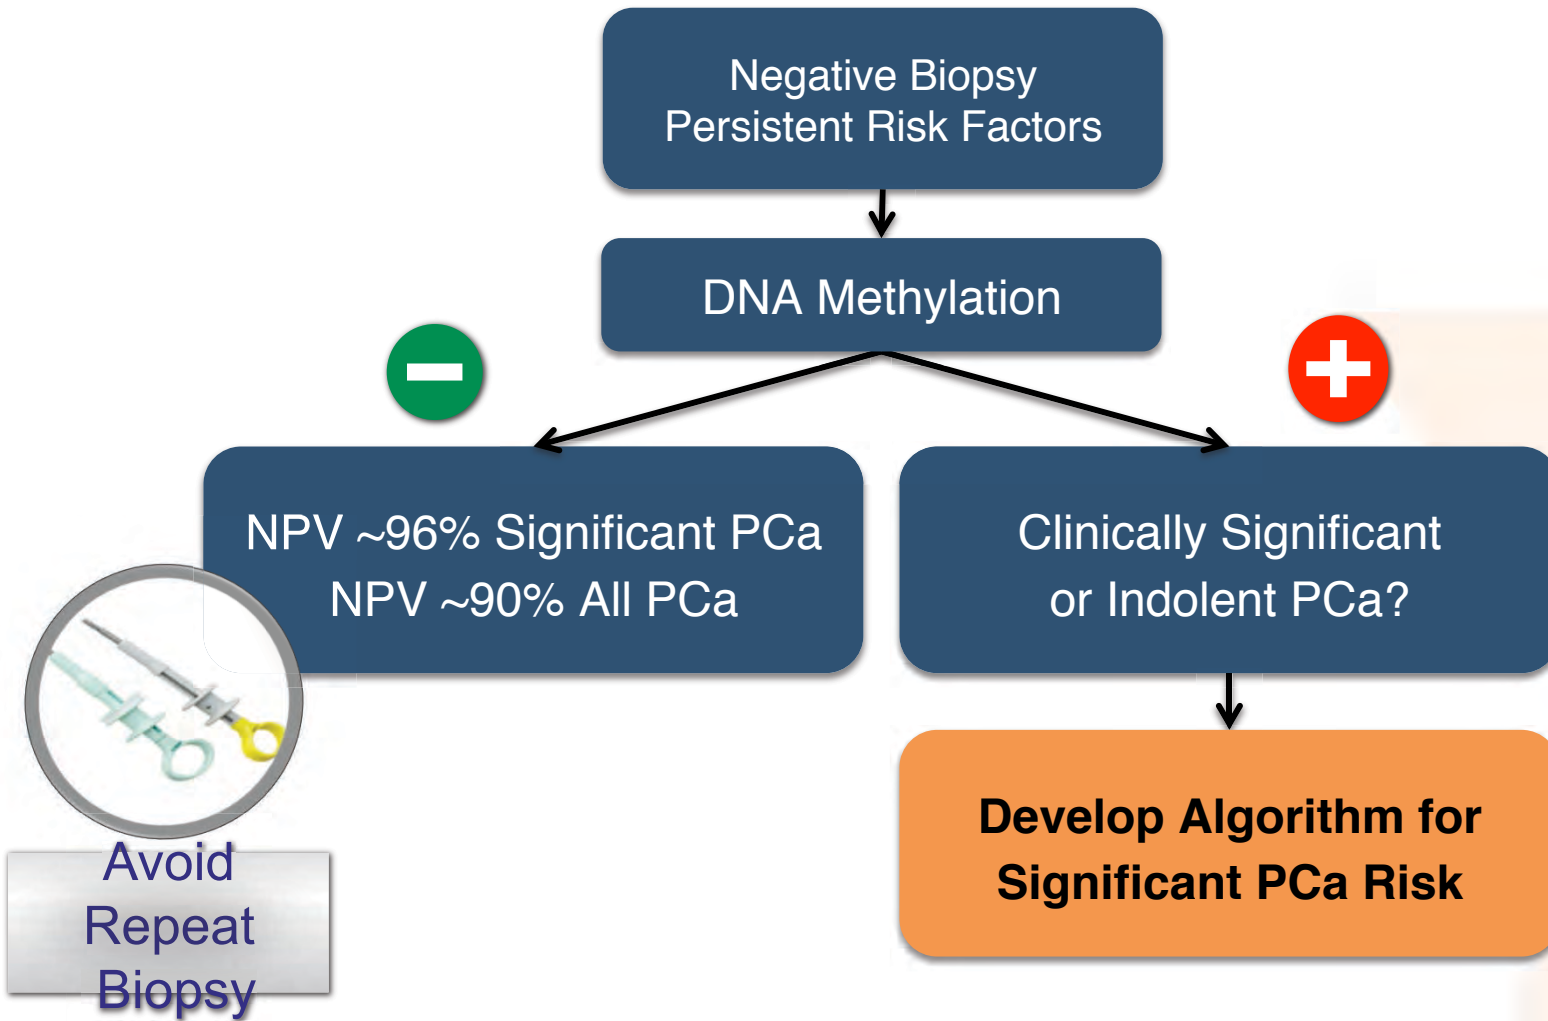 Negative Biopsy
Persistent Risk Factors
DNA Methylation
NPV ~96% Significant PCa
NPV ~90% All PCa
Clinically Significant
or Indolent PCa?
Develop Algorithm for
Significant PCa Risk
Avoid
Repeat
Biopsy